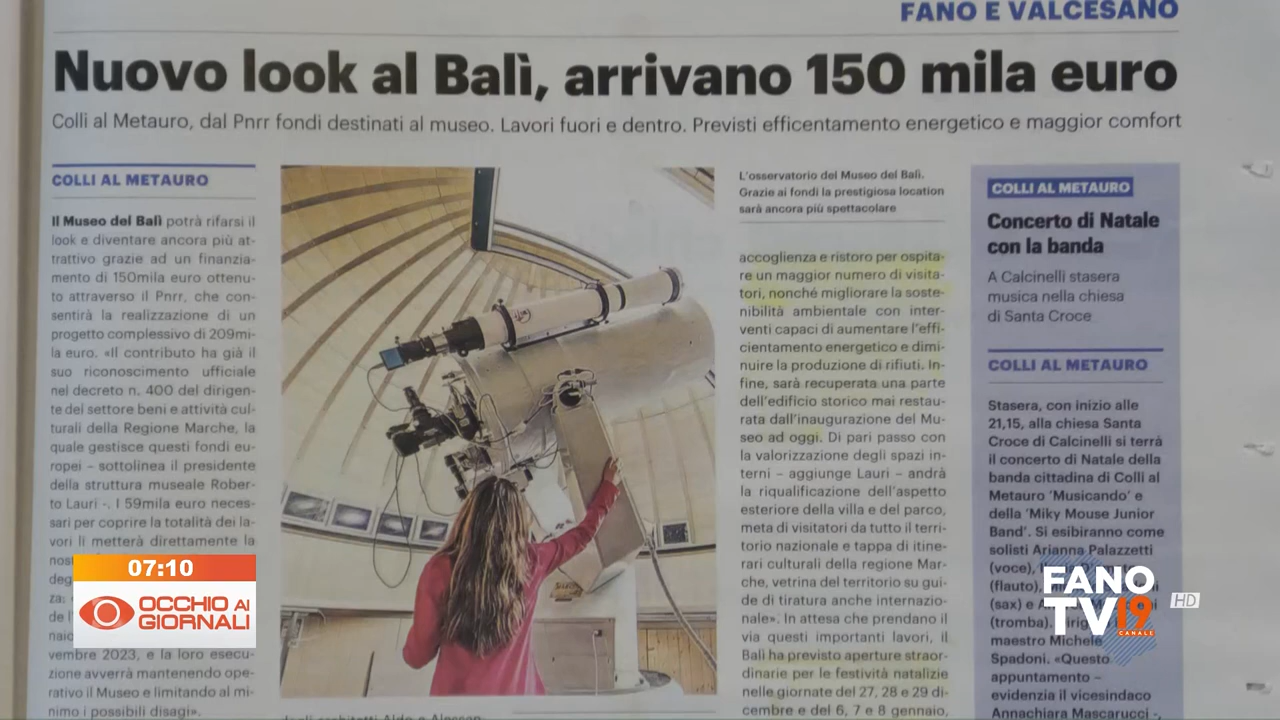 FANO E VALCESANO
Nuovo look al Balì, arrivano 150 mila euro
Colli al Metauro, dal Pnrr fondi destinati al museo. Lavori fuori e dentro. Previsti efficentamento energetico e maggior comfort
COLLI AL METAURO
Il Museo del Balì potrà rifarsi il
look e diventare ancora più at-
trattivo grazie ad un finanzia-
mento di 150mila euro ottenu-
to attraverso il Pnrr, che con-
sentirà la realizzazione di un
progetto complessivo di 209mi-
la euro. «Il contributo ha già il
suo riconoscimento ufficiale
nel decreto n. 400 del dirigen-
te del settore beni e attività cul-
turali della Regione Marche, la
quale gestisce questi fondi eu-
ropei – sottolinea il presidente
della struttura museale Rober-
to Lauri -. I 59mila euro neces-
sari per coprire la totalità dei la-
vori li metterà direttamente la
vembre 2023, e la loro esecu-
zione avverrà mantenendo ope-
rativo il Museo e limitando al mi-
nimo i possibili disagi».
L'osservatorio del Museo del Balì.
Grazie ai fondi la prestigiosa location
sarà ancora più spettacolare
accoglienza e ristoro per ospita-
re un maggior numero di visita-
tori, nonché migliorare la soste-
nibilità ambientale con inter-
venti capaci di aumentare l'effi-
cientamento energetico e dimi-
nuire la produzione di rifiuti. In-
fine, sarà recuperata una parte
dell'edificio storico mai restau-
rata dall'inaugurazione del Mu-
seo ad oggi. Di pari passo con
la valorizzazione degli spazi in-
terni – aggiunge Lauri – andrà
la riqualificazione dell'aspetto
esteriore della villa e del parco,
meta di visitatori da tutto il terri-
torio nazionale e tappa di itine-
rari culturali della regione Mar-
che, vetrina del territorio su gui-
de di tiratura anche internazio-
nale». In attesa che prendano il
via questi importanti lavori, il
Balì ha previsto aperture straor-
dinarie per le festività natalizie
nelle giornate del 27, 28 e 29 di-
cembre e del 6, 7 e 8 gennaio,
COLLI AL METAURO
Concerto di Natale
con la banda
A Calcinelli stasera
musica nella chiesa
di Santa Croce
COLLI AL METAURO
Stasera, con inizio alle
21,15, alla chiesa Santa
Croce di Calcinelli si terrà
il concerto di Natale della
banda cittadina di Colli al
Metauro 'Musicando' e
della 'Miky Mouse Junior
Band'. Si esibiranno come
solisti Arianna Palazzetti
(voce),
(flauto),
(sax) e
(tromba).
maestro Michele
Spadoni. «Questo
appuntamento –
evidenzia il vicesindaco
Annachiara Mascarucci -,
07:10
OCCHIO AI
GIORNALI
FANO
TV19
CANALE
HD